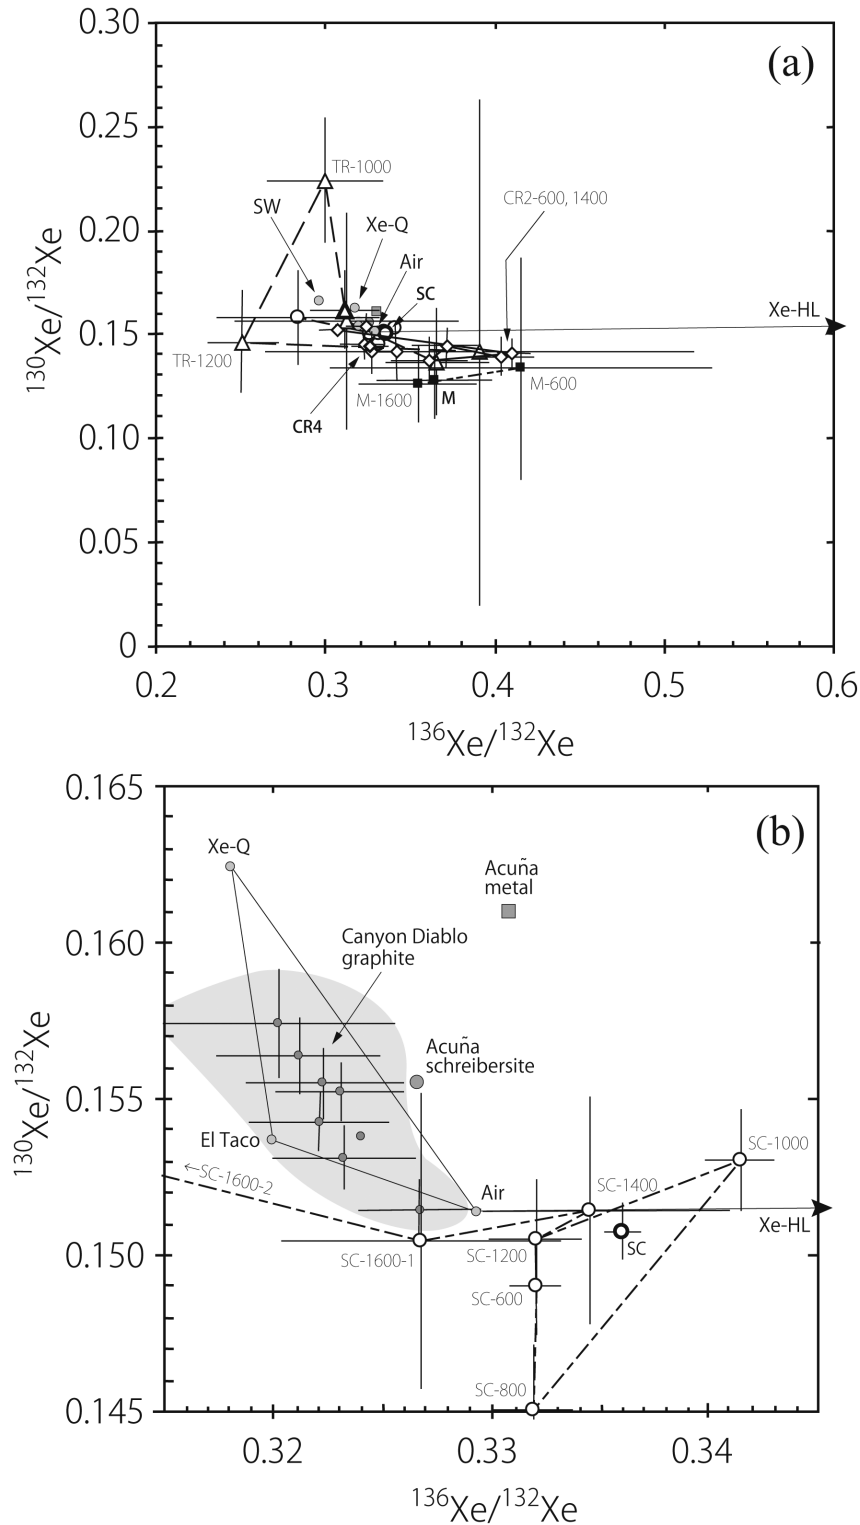 0.30
(a)
0.25
TR-1000
SW
CR2-600, 1400
0.20
Xe-Q
Air
SC
Xe-HL
0.15
TR-1200
M-1600
M
M-600
CR4
0.10
0.05
0
0.2
0.3
0.4
0.5
0.6
130Xe/132Xe
136Xe/132Xe
0.165
(b)
Xe-Q
Acuña
metal
0.160
Canyon Diablo
graphite
Acuña
schreibersite
0.155
El Taco
SC-1000
←SC-1600-2
Air
SC-1400
Xe-HL
0.150
SC-1600-1
SC-1200
SC
SC-600
SC-800
0.145
0.32
0.33
0.34
130Xe/132Xe
136Xe/132Xe